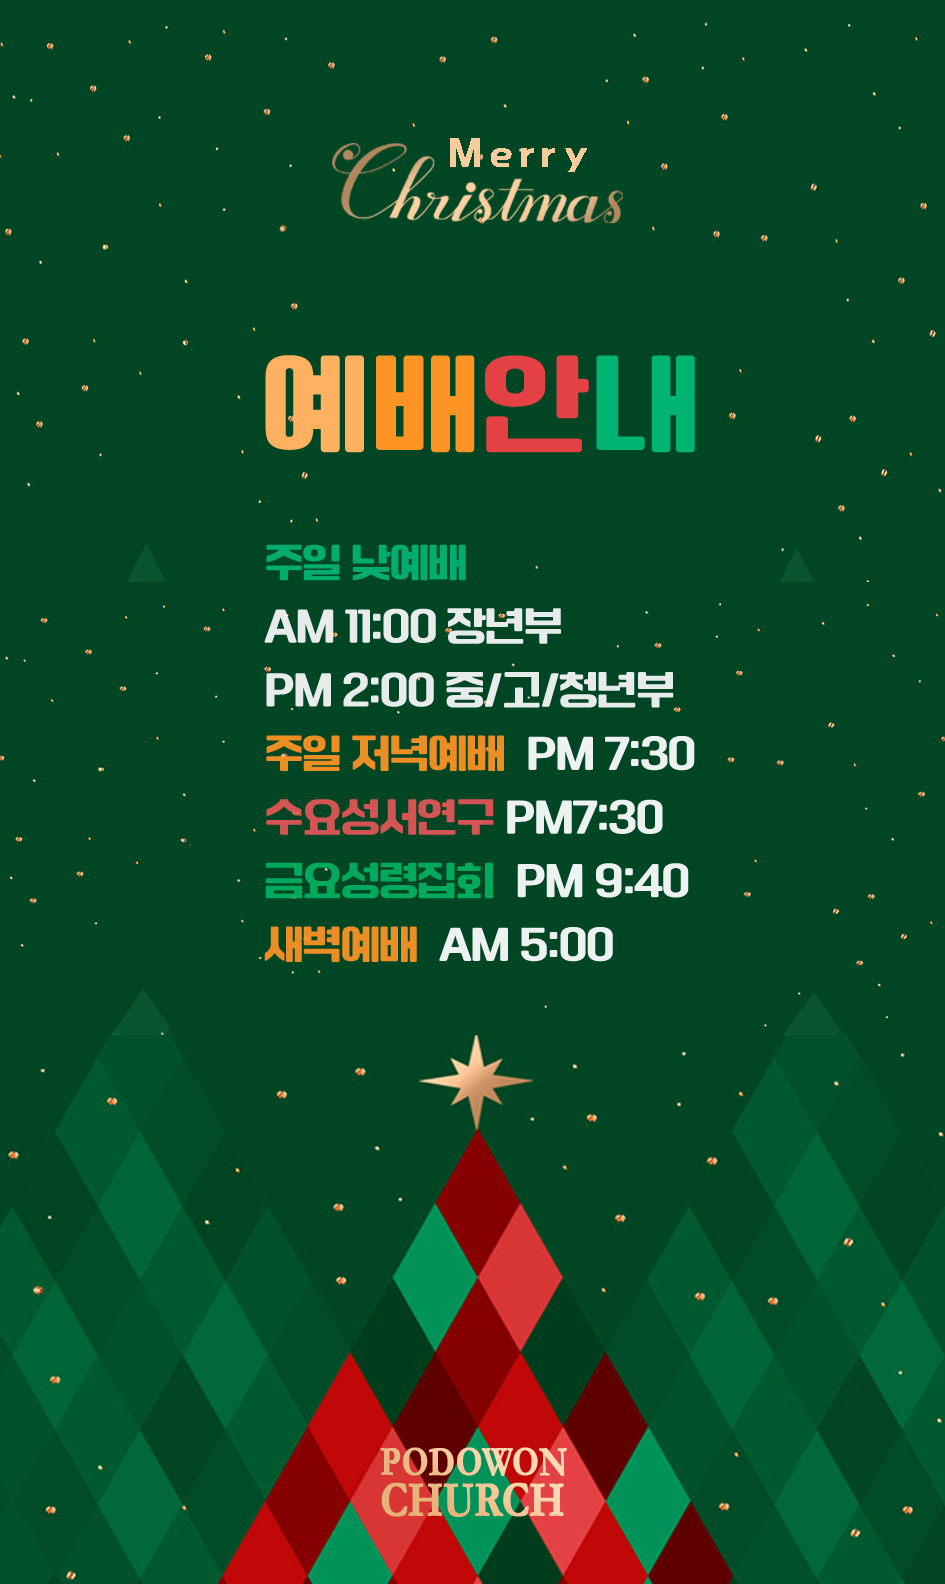 Merry
Christmas
예배안내
주일 낮예배
AM 11:00 장년부
PM 2:00 중/고/청년부
주일 저녁예배 PM 7:30
수요성서연구 PM7:30
금요성령집회 PM 9:40
새벽예배 AM 5:00
PODOWON
CHURCH